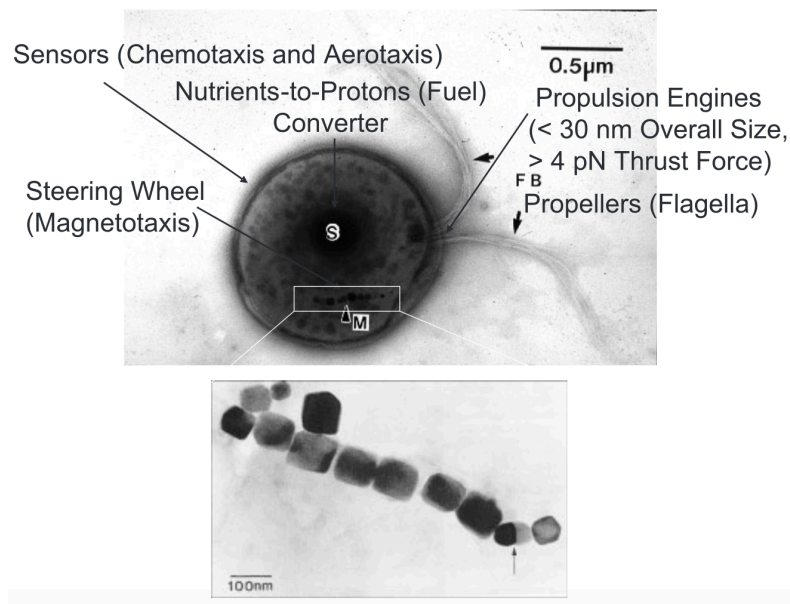 Sensors (Chemotaxis and Aerotaxis)
0.5µm
Nutrients-to-Protons (Fuel)
Converter
Propulsion Engines
(< 30 nm Overall Size,
> 4 pN Thrust Force)
F B
Propellers (Flagella)
Steering Wheel
(Magnetotaxis)
S
M
100nm